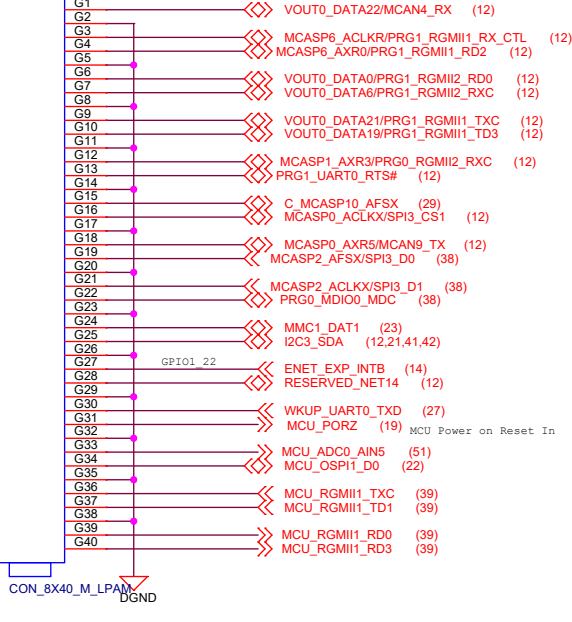 G1 VOUT0_DATA22/MCAN4_RX (12)
G2
G3 MCASP6_ACLKR/PRG1_RGMII1_RX_CTL (12)
G4 MCASP6_AXR0/PRG1_RGMII1_RD2 (12)
G5
G6 VOUT0_DATA0/PRG1_RGMII2_RD0 (12)
G7 VOUT0_DATA6/PRG1_RGMII2_RXC (12)
G8
G9 VOUT0_DATA21/PRG1_RGMII1_TXC (12)
G10 VOUT0_DATA19/PRG1_RGMII1_TD3 (12)
G11
G12 MCASP1_AXR3/PRG0_RGMII2_RXC (12)
G13 PRG1_UART0_RTS# (12)
G14
G15 C_MCASP10_AFSX (29)
G16 MCASP0_ACLKX/SPI3_CS1 (12)
G17
G18 MCASP0_AXR5/MCAN9_TX (12)
G19 MCASP2_AFSX/SPI3_D0 (38)
G20
G21 MCASP2_ACLKX/SPI3_D1 (38)
G22 PRG0_MDIO0_MDC (38)
G23
G24 MMC1_DAT1 (23)
G25 I2C3_SDA (12,21,41,42)
G26
G27 GPIO1_22 ENET_EXP_INTB (14)
G28 RESERVED_NET14 (12)
G29
G30 WKUP_UART0_TXD (27)
G31 MCU_PORZ (19) MCU Power on Reset In
G32
G33 MCU_ADC0_AIN5 (51)
G34 MCU_OSPI1_D0 (22)
G35
G36 MCU_RGMII1_TXC (39)
G37 MCU_RGMII1_TD1 (39)
G38
G39 MCU_RGMII1_RD0 (39)
G40 MCU_RGMII1_RD3 (39)
CON_8X40_M_LPAM
DGND